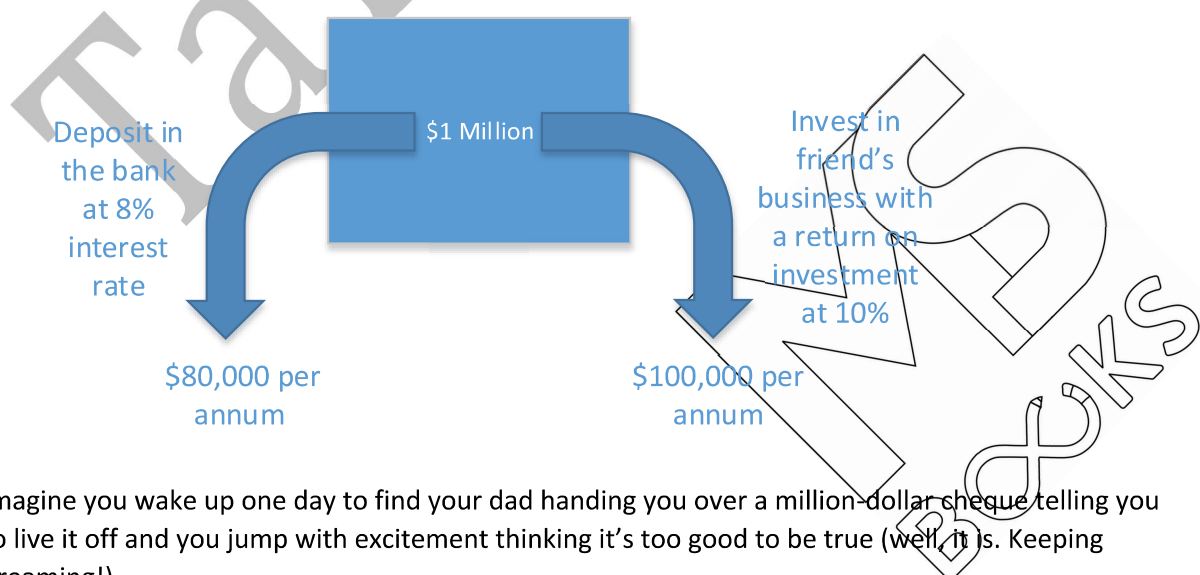 Ta
Deposit in
the bank
at 8%
interest
rate
$1 Million
Invest in
friend's
business with
a return on
investment
at 10%
$80,000 per
annum
$100,000 per
annum
MDS
BOOKS
magine you wake up one day to find your dad handing you over a million-dollar cheque telling you
o live it off and you jump with excitement thinking it's too good to be true (well, it is. Keeping